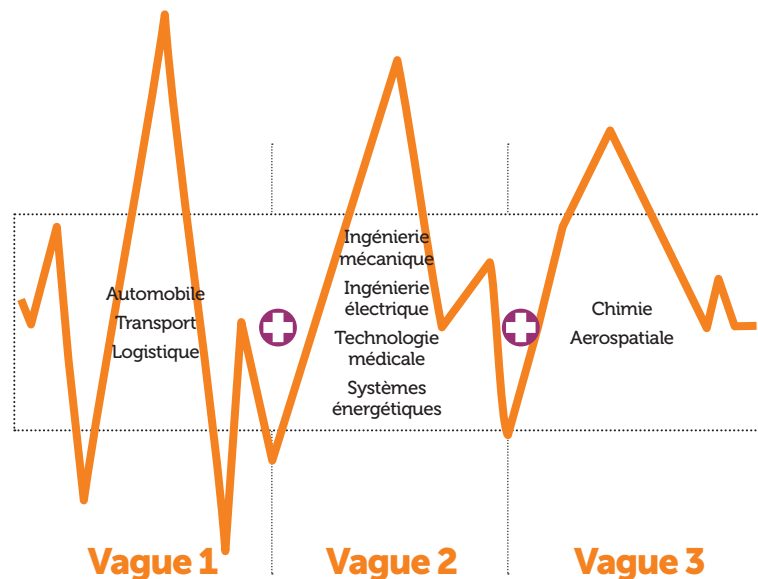 Automobile
Transport
Logistique
Ingénierie
mécanique
Ingénierie
électrique
Technologie
médicale
Systèmes
énergétiques
Chimie
Aerospatiale
Vague 1
Vague 2
Vague 3